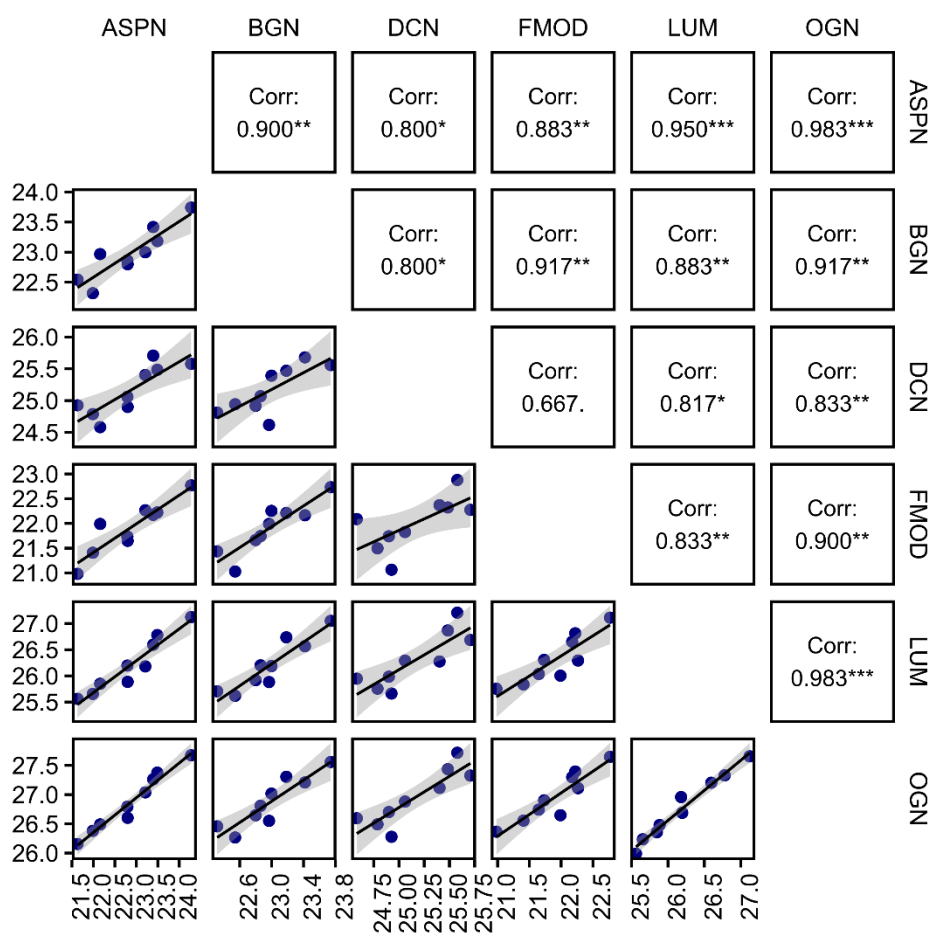 ASPN BGN DCN FMOD LUM OGN
Corr: Corr: Corr: Corr: Corr:
0.900** 0.800* 0.883** 0.950*** 0.983***
ASPN
24.0
23.5
23.0
22.5
Corr: Corr: Corr: Corr:
0.800* 0.917** 0.883** 0.917**
BGN
26.0
25.5
25.0
24.5
Corr: Corr: Corr:
0.667. 0.817* 0.833**
DCN
23.0
22.5
22.0
21.5
21.0
Corr: Corr:
0.833** 0.900**
FMOD
27.0
26.5
26.0
25.5
Corr:
0.983***
LUM
27.5
27.0
26.5
26.0
OGN
21.5 22.0 22.5 23.0 23.5 24.0 22.6 23.0 23.4 23.8 24.75 25.00 25.25 25.50 25.75 21.0 21.5 22.0 22.5 25.5 26.0 26.5 27.0